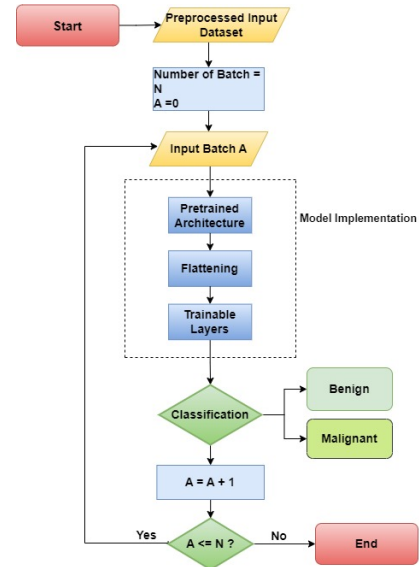 Start
Preprocessed Input
Dataset
Number of Batch =
N
A =0
Input Batch A
Pretrained
Architecture
Model Implementation
Flattening
Trainable
Layers
Classification
Benign
Malignant
A = A + 1
Yes
A <= N ?
No
End